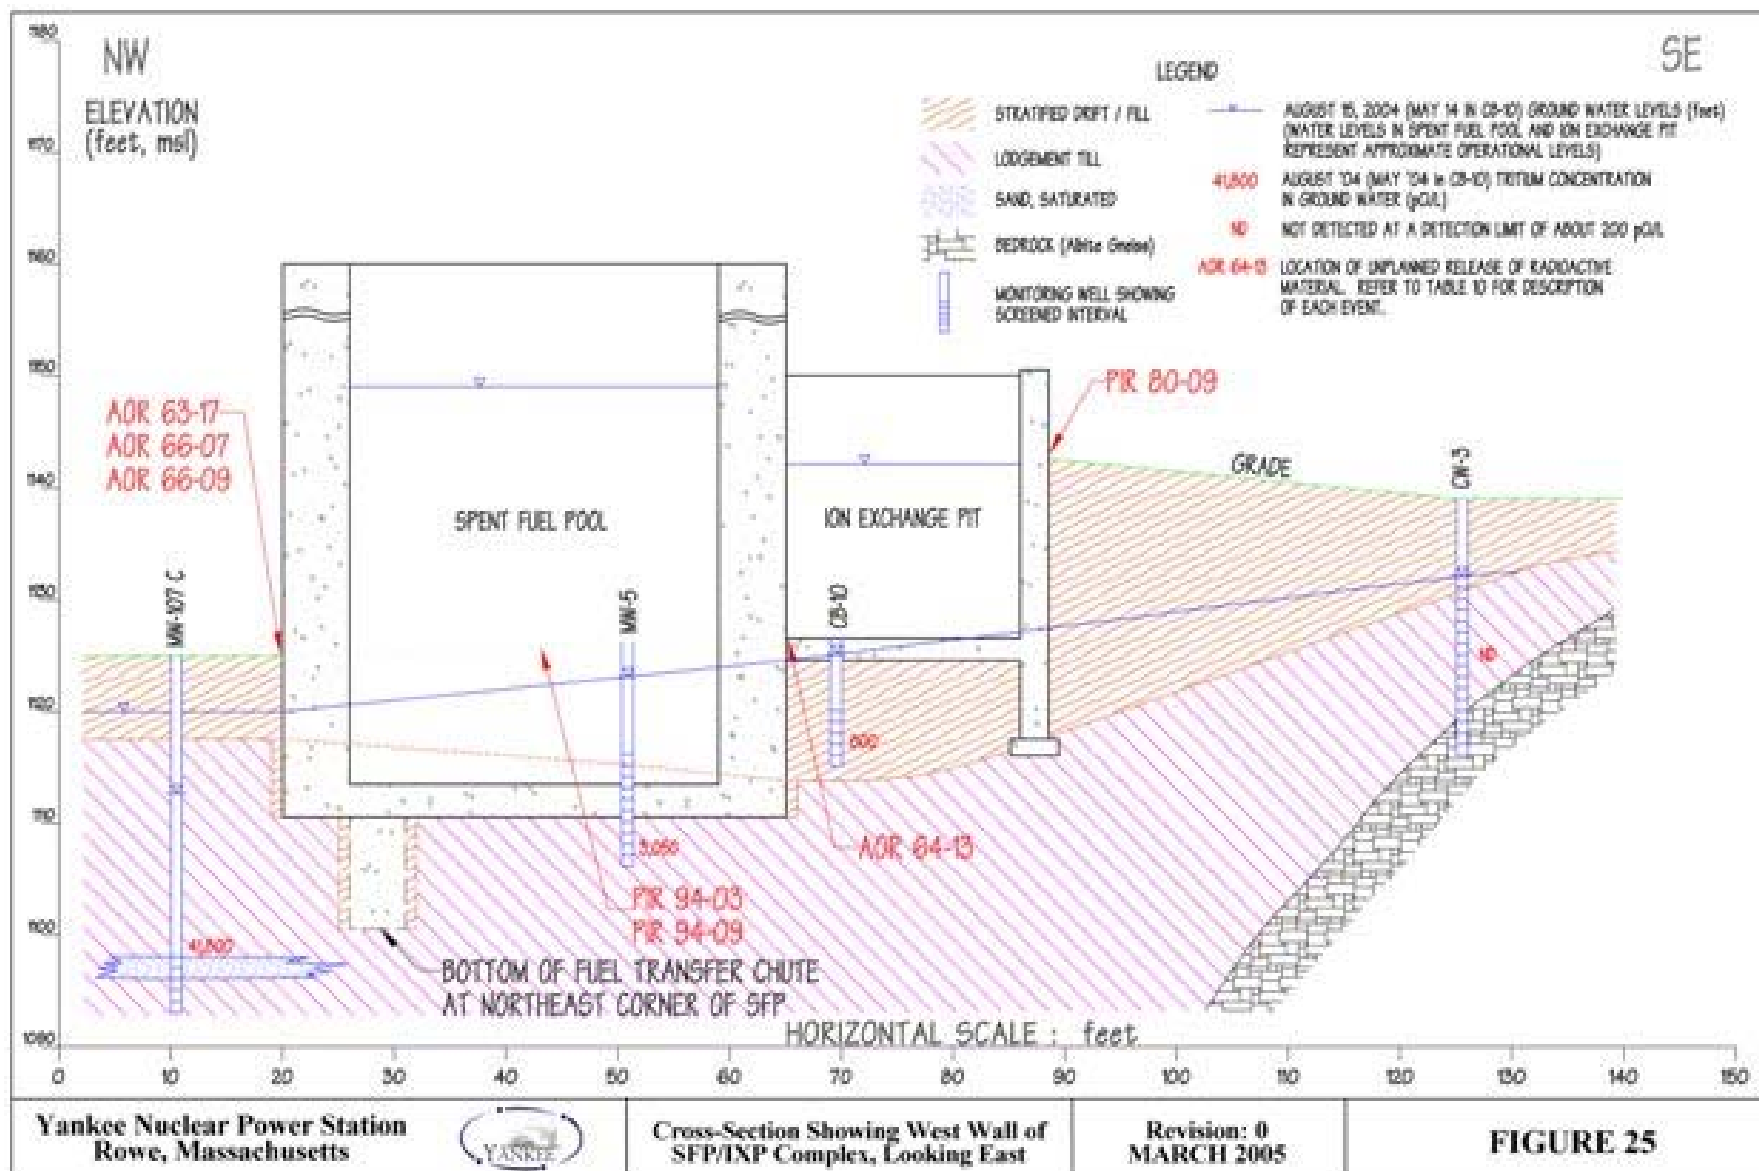 NW
SE
ELEVATION
(feet, msl)
LEGEND
STRATIFIED DRIFT / FILL
LODGEMENT TILL
SAND, SATURATED
BEDROCK (Albite Gneiss)
MONITORING WELL SHOWING
SCREENED INTERVAL
AUGUST 15, 2004 (MAY 14 IN CB-10) GROUND WATER LEVELS (feet)
(WATER LEVELS IN SPENT FUEL POOL AND ION EXCHANGE PIT
REPRESENT APPROXIMATE OPERATIONAL LEVELS)
41,800
AUGUST '04 (MAY '04 in CB-10) TRITIUM CONCENTRATION
IN GROUND WATER (pCi/L)
ND
NOT DETECTED AT A DETECTION LIMIT OF ABOUT 200 pCi/L
AOR 64-13
LOCATION OF UNPLANNED RELEASE OF RADIOACTIVE
MATERIAL. REFER TO TABLE 10 FOR DESCRIPTION
OF EACH EVENT.
1180
1170
1160
1150
1140
1130
1120
1110
1100
1090
AOR 63-17
AOR 66-07
AOR 66-09
PIR 80-09
GRADE
CW-3
SPENT FUEL POOL
ION EXCHANGE PIT
MW-107 C
MW-5
CB-10
ND
600
3,050
AOR 64-13
PIR 94-03
PIR 94-09
41,800
BOTTOM OF FUEL TRANSFER CHUTE
AT NORTHEAST CORNER OF SFP
HORIZONTAL SCALE : feet
0 10 20 30 40 50 60 70 80 90 100 110 120 130 140 150
Yankee Nuclear Power Station
Rowe, Massachusetts
YANKEE
Cross-Section Showing West Wall of
SFP/IXP Complex, Looking East
Revision: 0
MARCH 2005
FIGURE 25